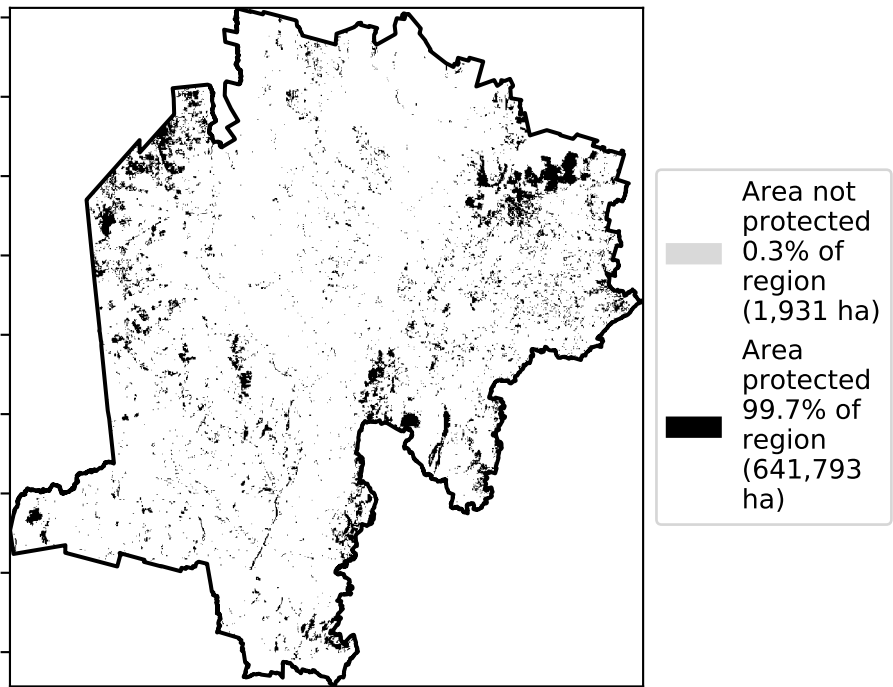 Area not
protected
0.3% of
region
(1,931 ha)
Area
protected
99.7% of
region
(641,793
ha)